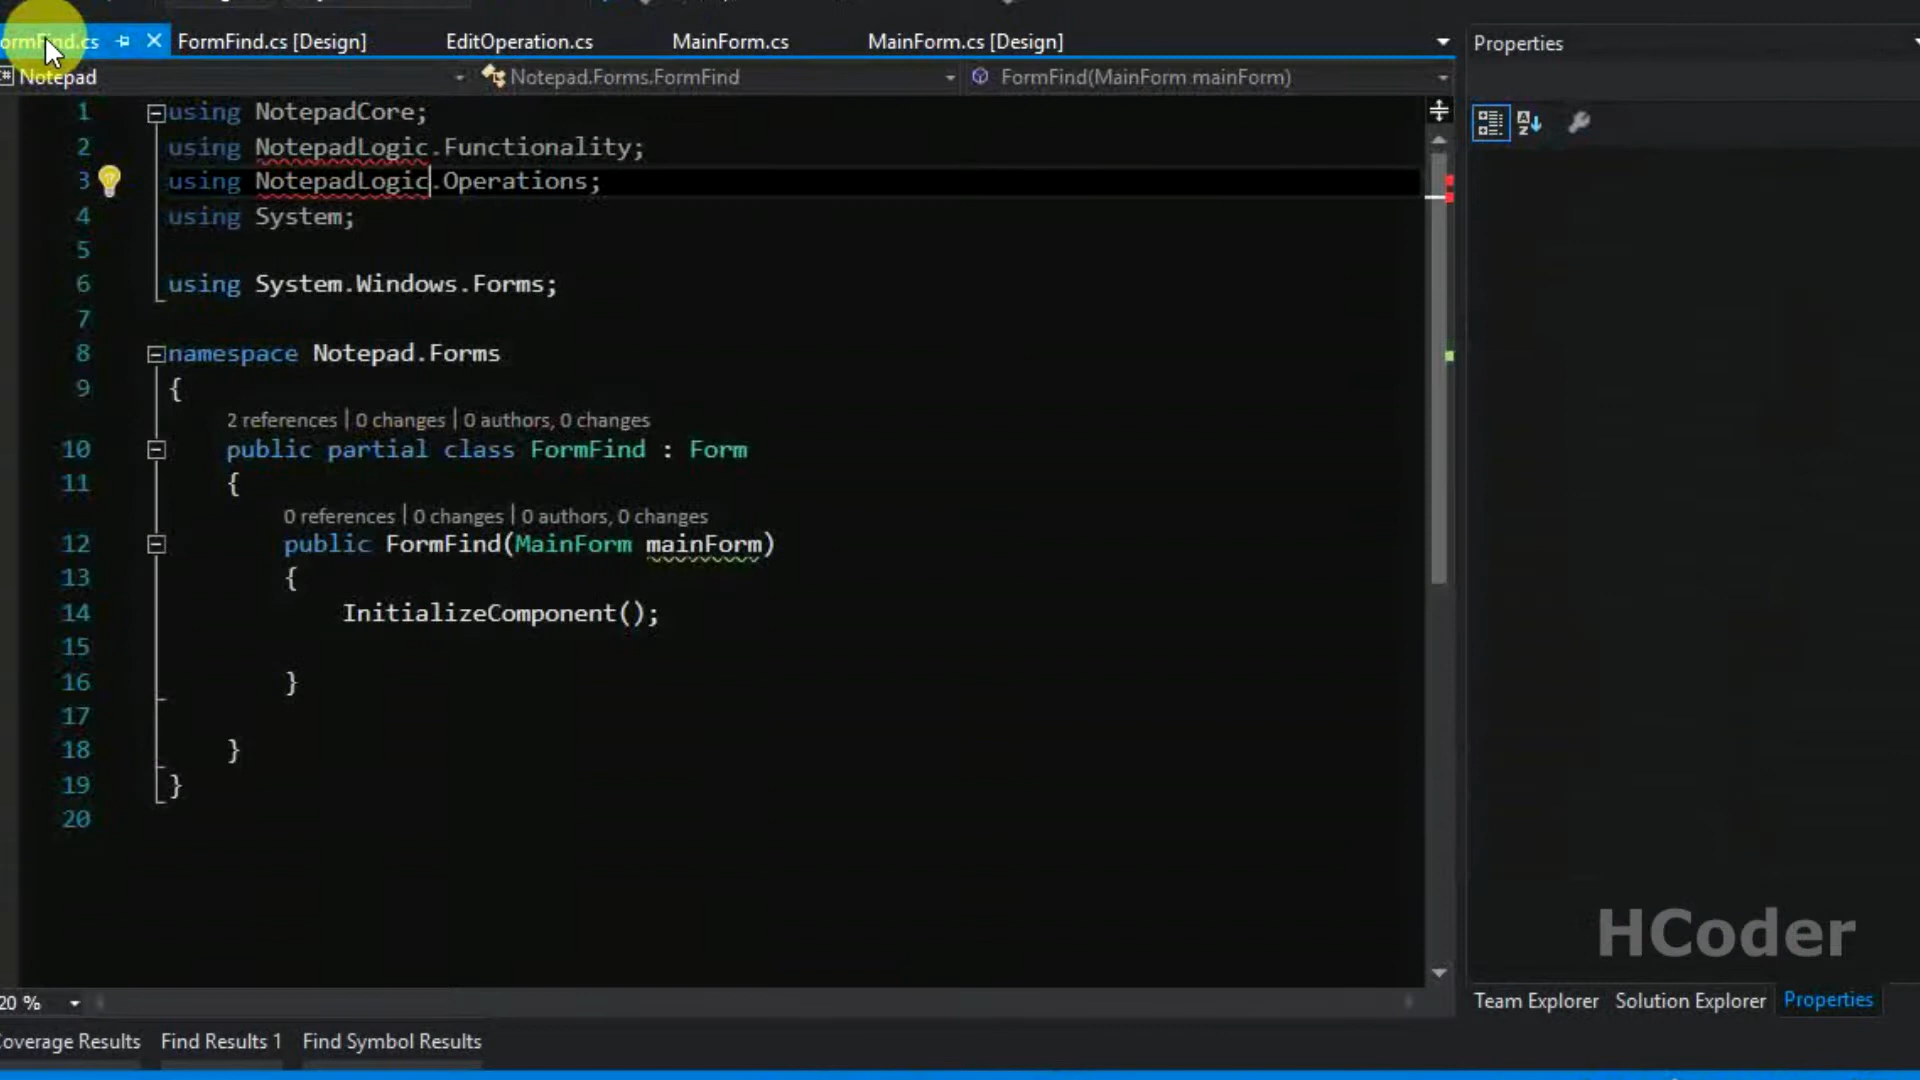 ormFind.cs
FormFind.cs [Design]
EditOperation.cs
MainForm.cs
MainForm.cs [Design]
Properties
Notepad
Notepad.Forms.FormFind
FormFind(MainForm mainForm)
1 using NotepadCore;
2 using NotepadLogic.Functionality;
3 using NotepadLogic.Operations;
4 using System;
5
6 using System.Windows.Forms;
7
8 namespace Notepad.Forms
9 {
2 references | 0 changes | 0 authors, 0 changes
10 public partial class FormFind : Form
11 {
0 references | 0 changes | 0 authors, 0 changes
12 public FormFind(MainForm mainForm)
13 {
14 InitializeComponent();
15
16 }
17
18 }
19 }
20
HCoder
20 %
Team Explorer Solution Explorer Properties
overage Results Find Results 1 Find Symbol Results